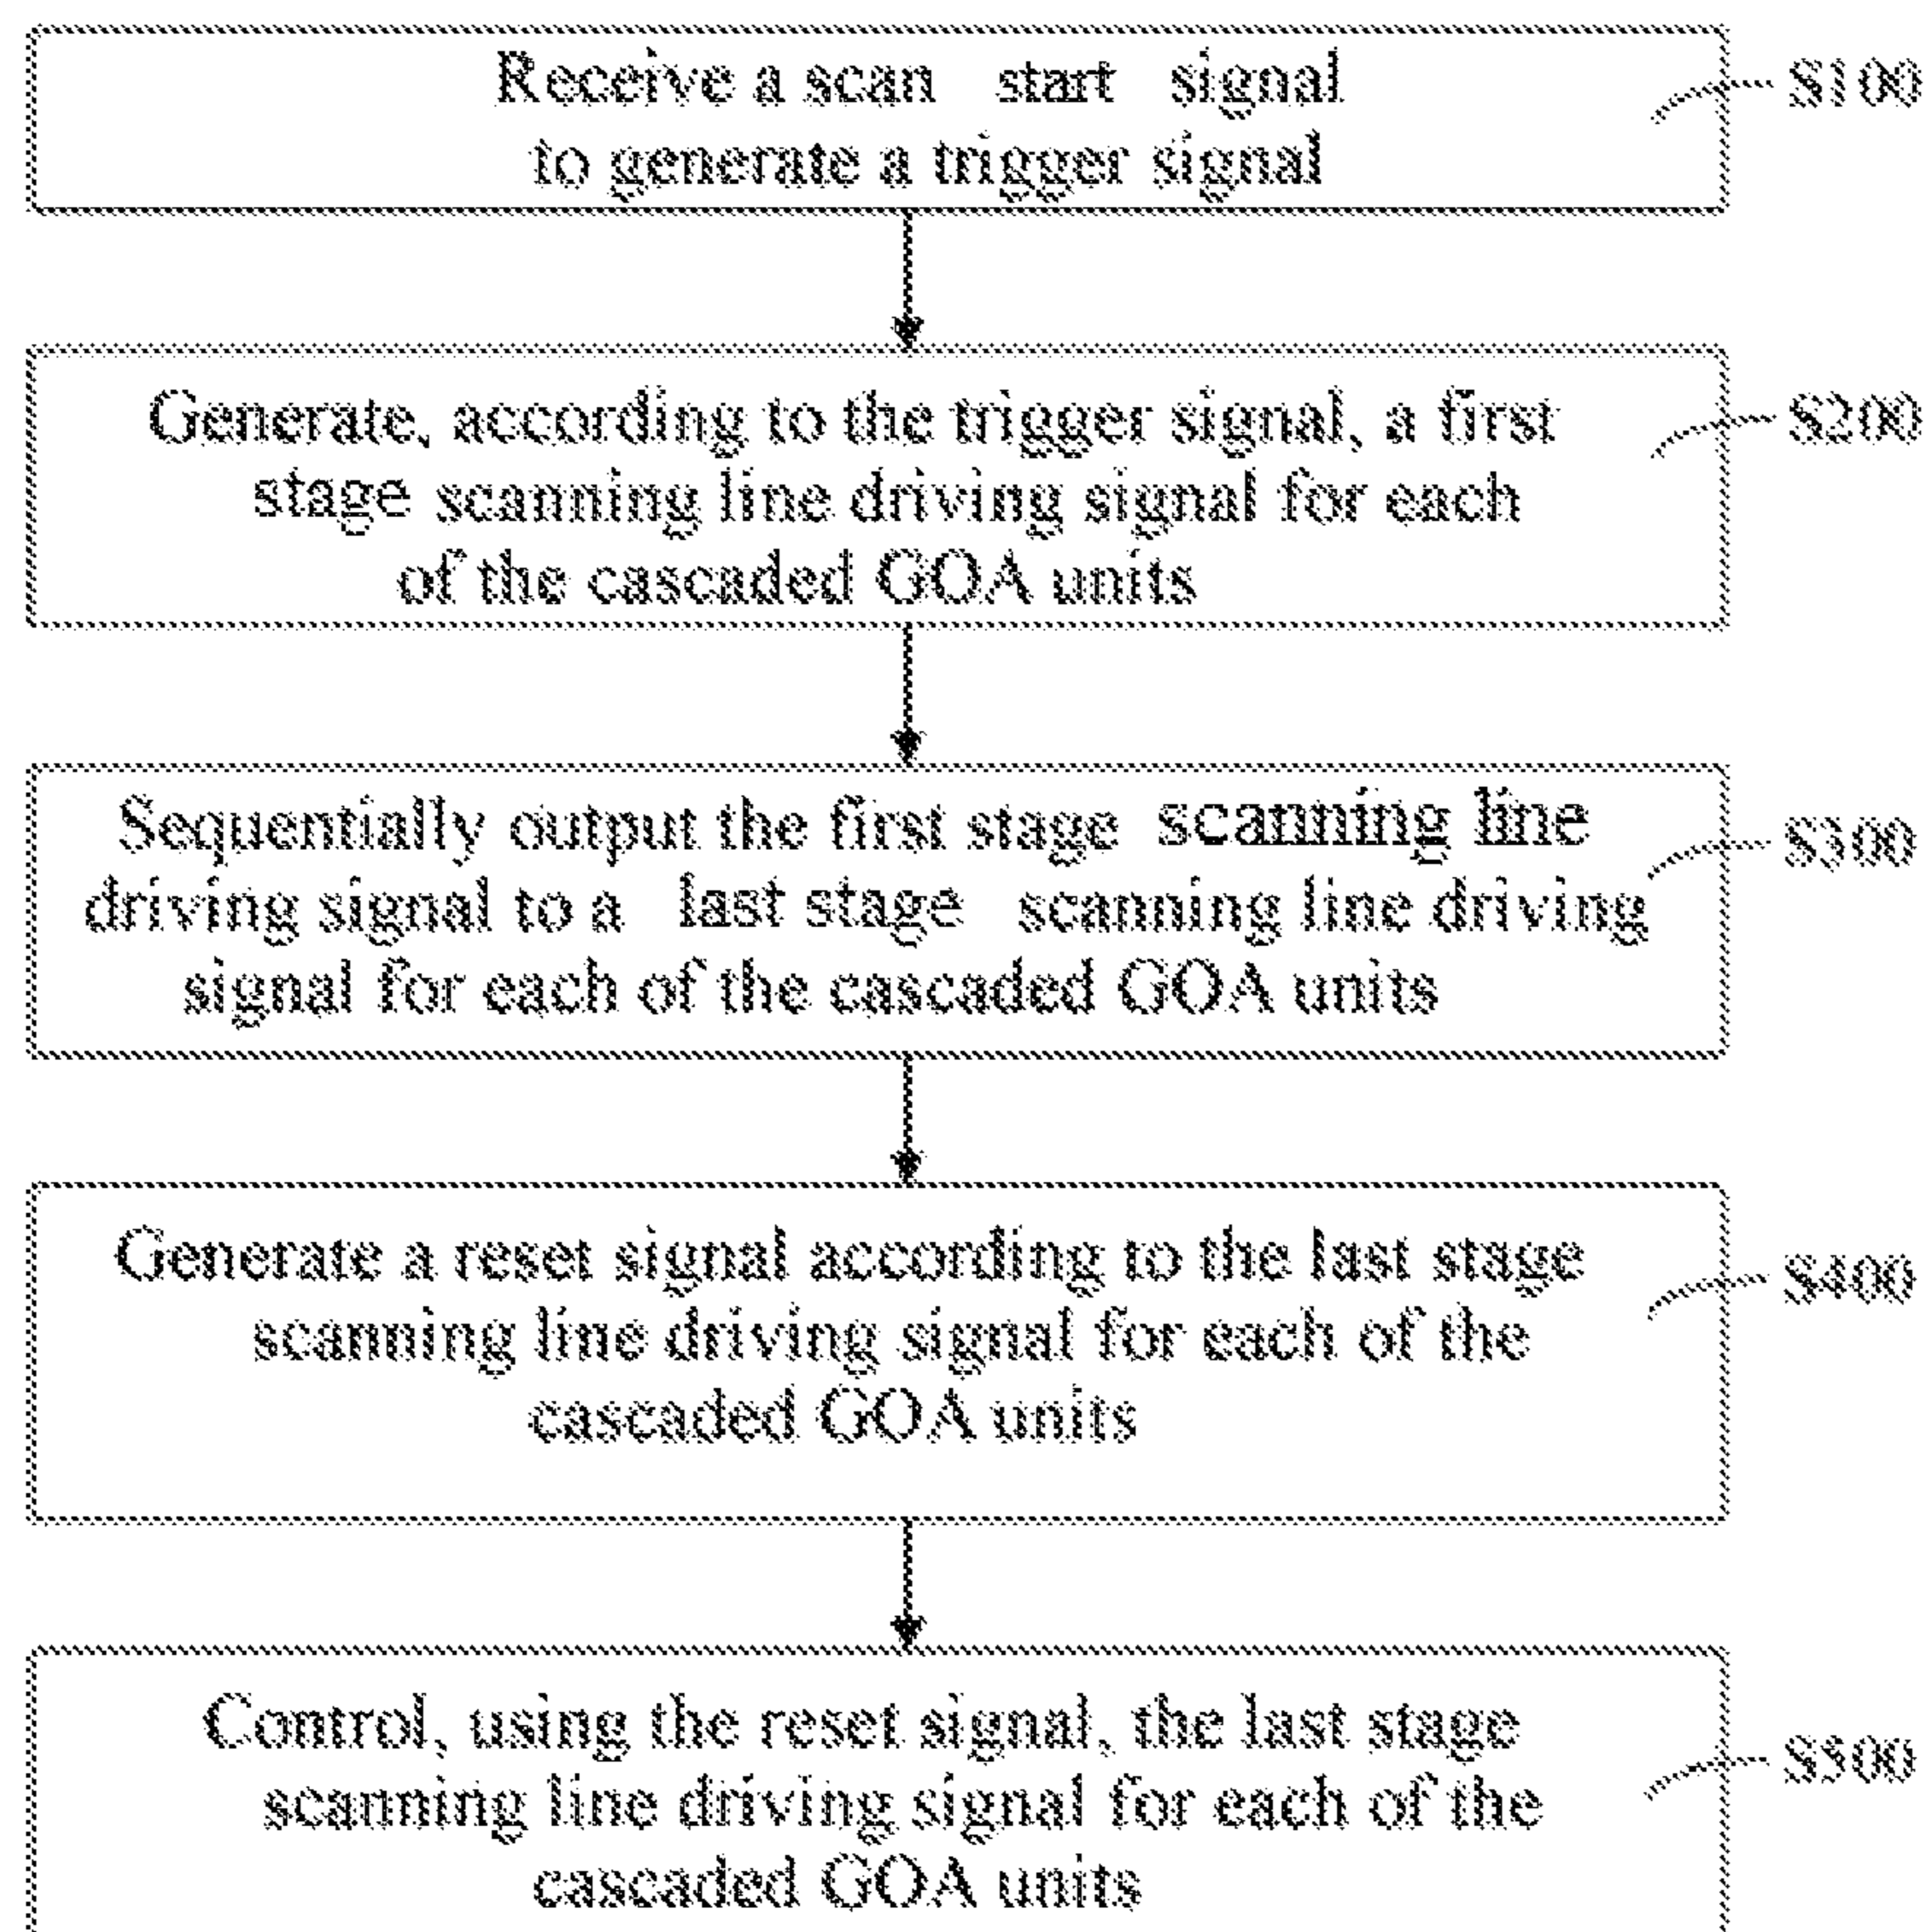 Receive a scan start signal
to generate a trigger signal
S100
Generate, according to the trigger signal, a first
stage scanning line driving signal for each
of the cascaded GOA units
S200
Sequentially output the first stage scanning line
driving signal to a last stage scanning line driving
signal for each of the cascaded GOA units
S300
Generate a reset signal according to the last stage
scanning line driving signal for each of the
cascaded GOA units
S400
Control, using the reset signal, the last stage
scanning line driving signal for each of the
cascaded GOA units
S500